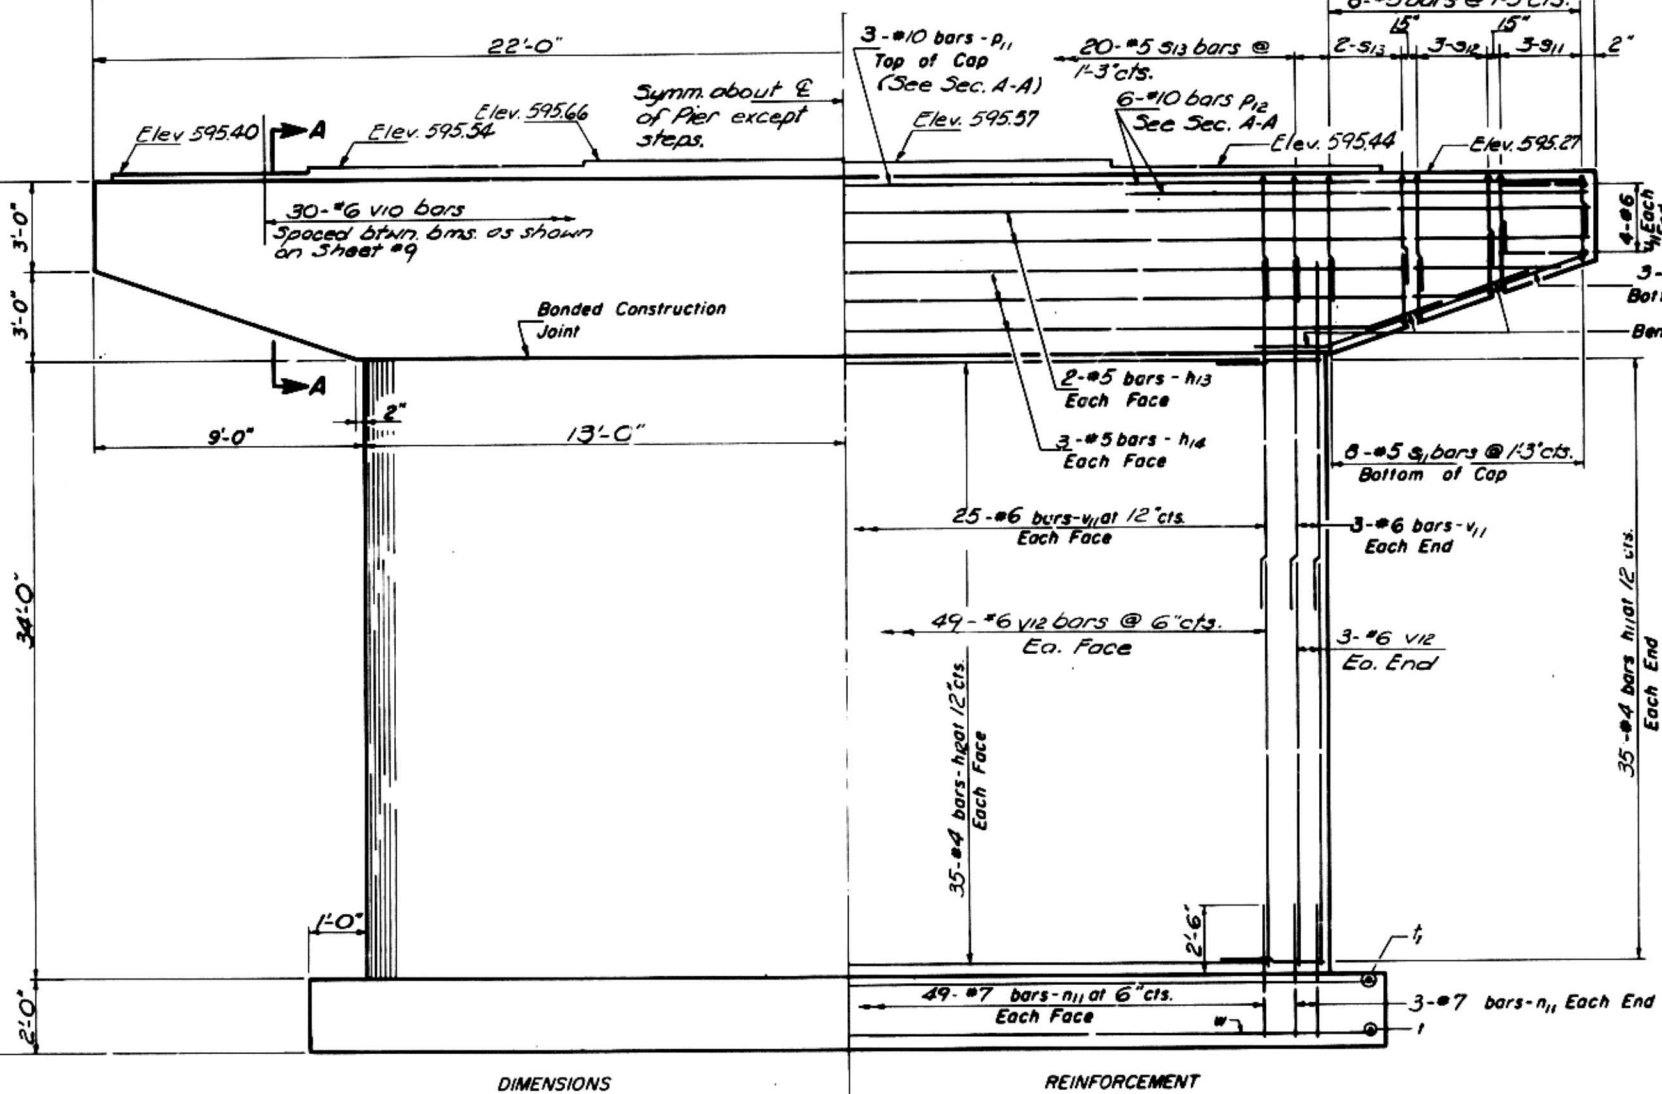 22'-0"
3-#10 bars - p11
Top of Cap
(See Sec. A-A)
20-#5 s13 bars @
1'-3" cts.
15"
15"
2-s13
3-s12
3-s11
2"
6-#10 bars p12
See Sec. A-A
Symm. about ℄
of Pier except
steps.
Elev. 595.40
A
Elev. 595.54
Elev. 595.66
Elev. 595.57
Elev. 595.44
Elev. 595.27
3'-0"
30-#6 v10 bars
Spaced btwn. bms. as shown
on Sheet #9
4-#6
Each
3-
3'-0"
Bonded Construction
Joint
A
2-#5 bars - h13
Each Face
2"
9'-0"
13'-0"
3-#5 bars - h14
Each Face
8-#5 s11 bars @ 1'-3" cts.
Bottom of Cap
25-#6 bars-v11 at 12" cts.
Each Face
3-#6 bars-v11
Each End
34'-0"
49-#6 v12 bars @ 6" cts.
Ea. Face
3-#6 v12
Ea. End
35-#4 bars-h12 at 12" cts.
Each Face
35-#4 bars h11 at 12 cts.
Each End
1'-0"
2'-6"
t1
2'-0"
49-#7 bars-n11 at 6" cts.
Each Face
w
3-#7 bars-n11 Each End
t
DIMENSIONS
REINFORCEMENT